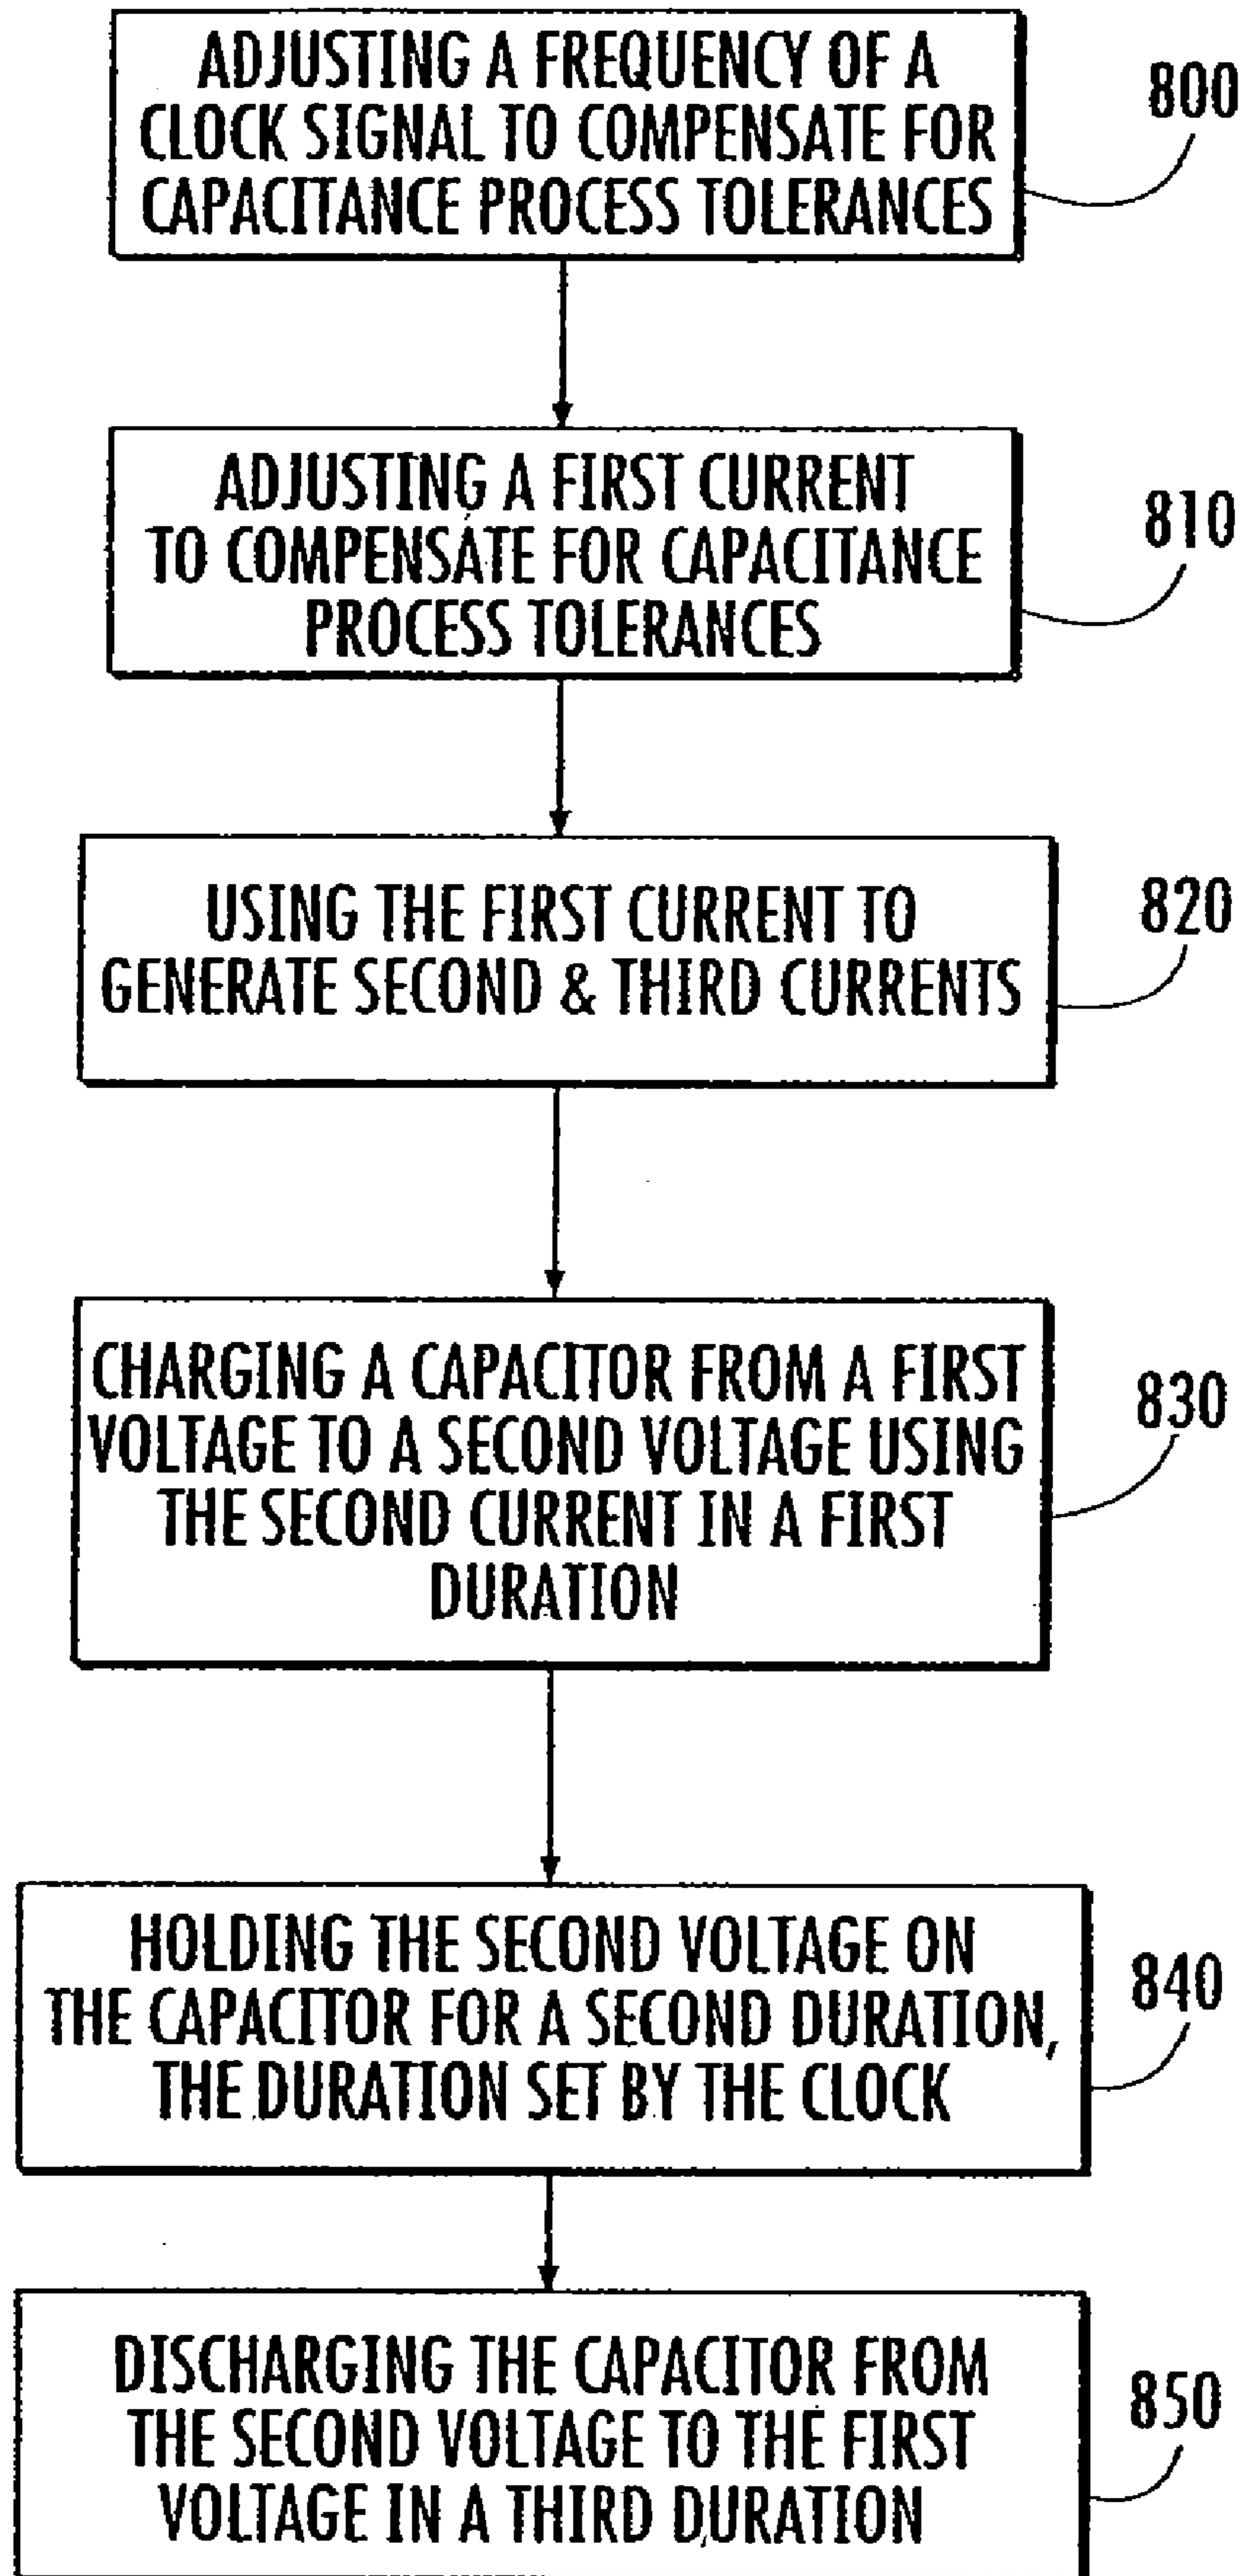 ADJUSTING A FREQUENCY OF A
CLOCK SIGNAL TO COMPENSATE FOR
CAPACITANCE PROCESS TOLERANCES
800
ADJUSTING A FIRST CURRENT
TO COMPENSATE FOR CAPACITANCE
PROCESS TOLERANCES
810
USING THE FIRST CURRENT TO
GENERATE SECOND & THIRD CURRENTS
820
CHARGING A CAPACITOR FROM A FIRST
VOLTAGE TO A SECOND VOLTAGE USING
THE SECOND CURRENT IN A FIRST
DURATION
830
HOLDING THE SECOND VOLTAGE ON
THE CAPACITOR FOR A SECOND DURATION,
THE DURATION SET BY THE CLOCK
840
DISCHARGING THE CAPACITOR FROM
THE SECOND VOLTAGE TO THE FIRST
VOLTAGE IN A THIRD DURATION
850